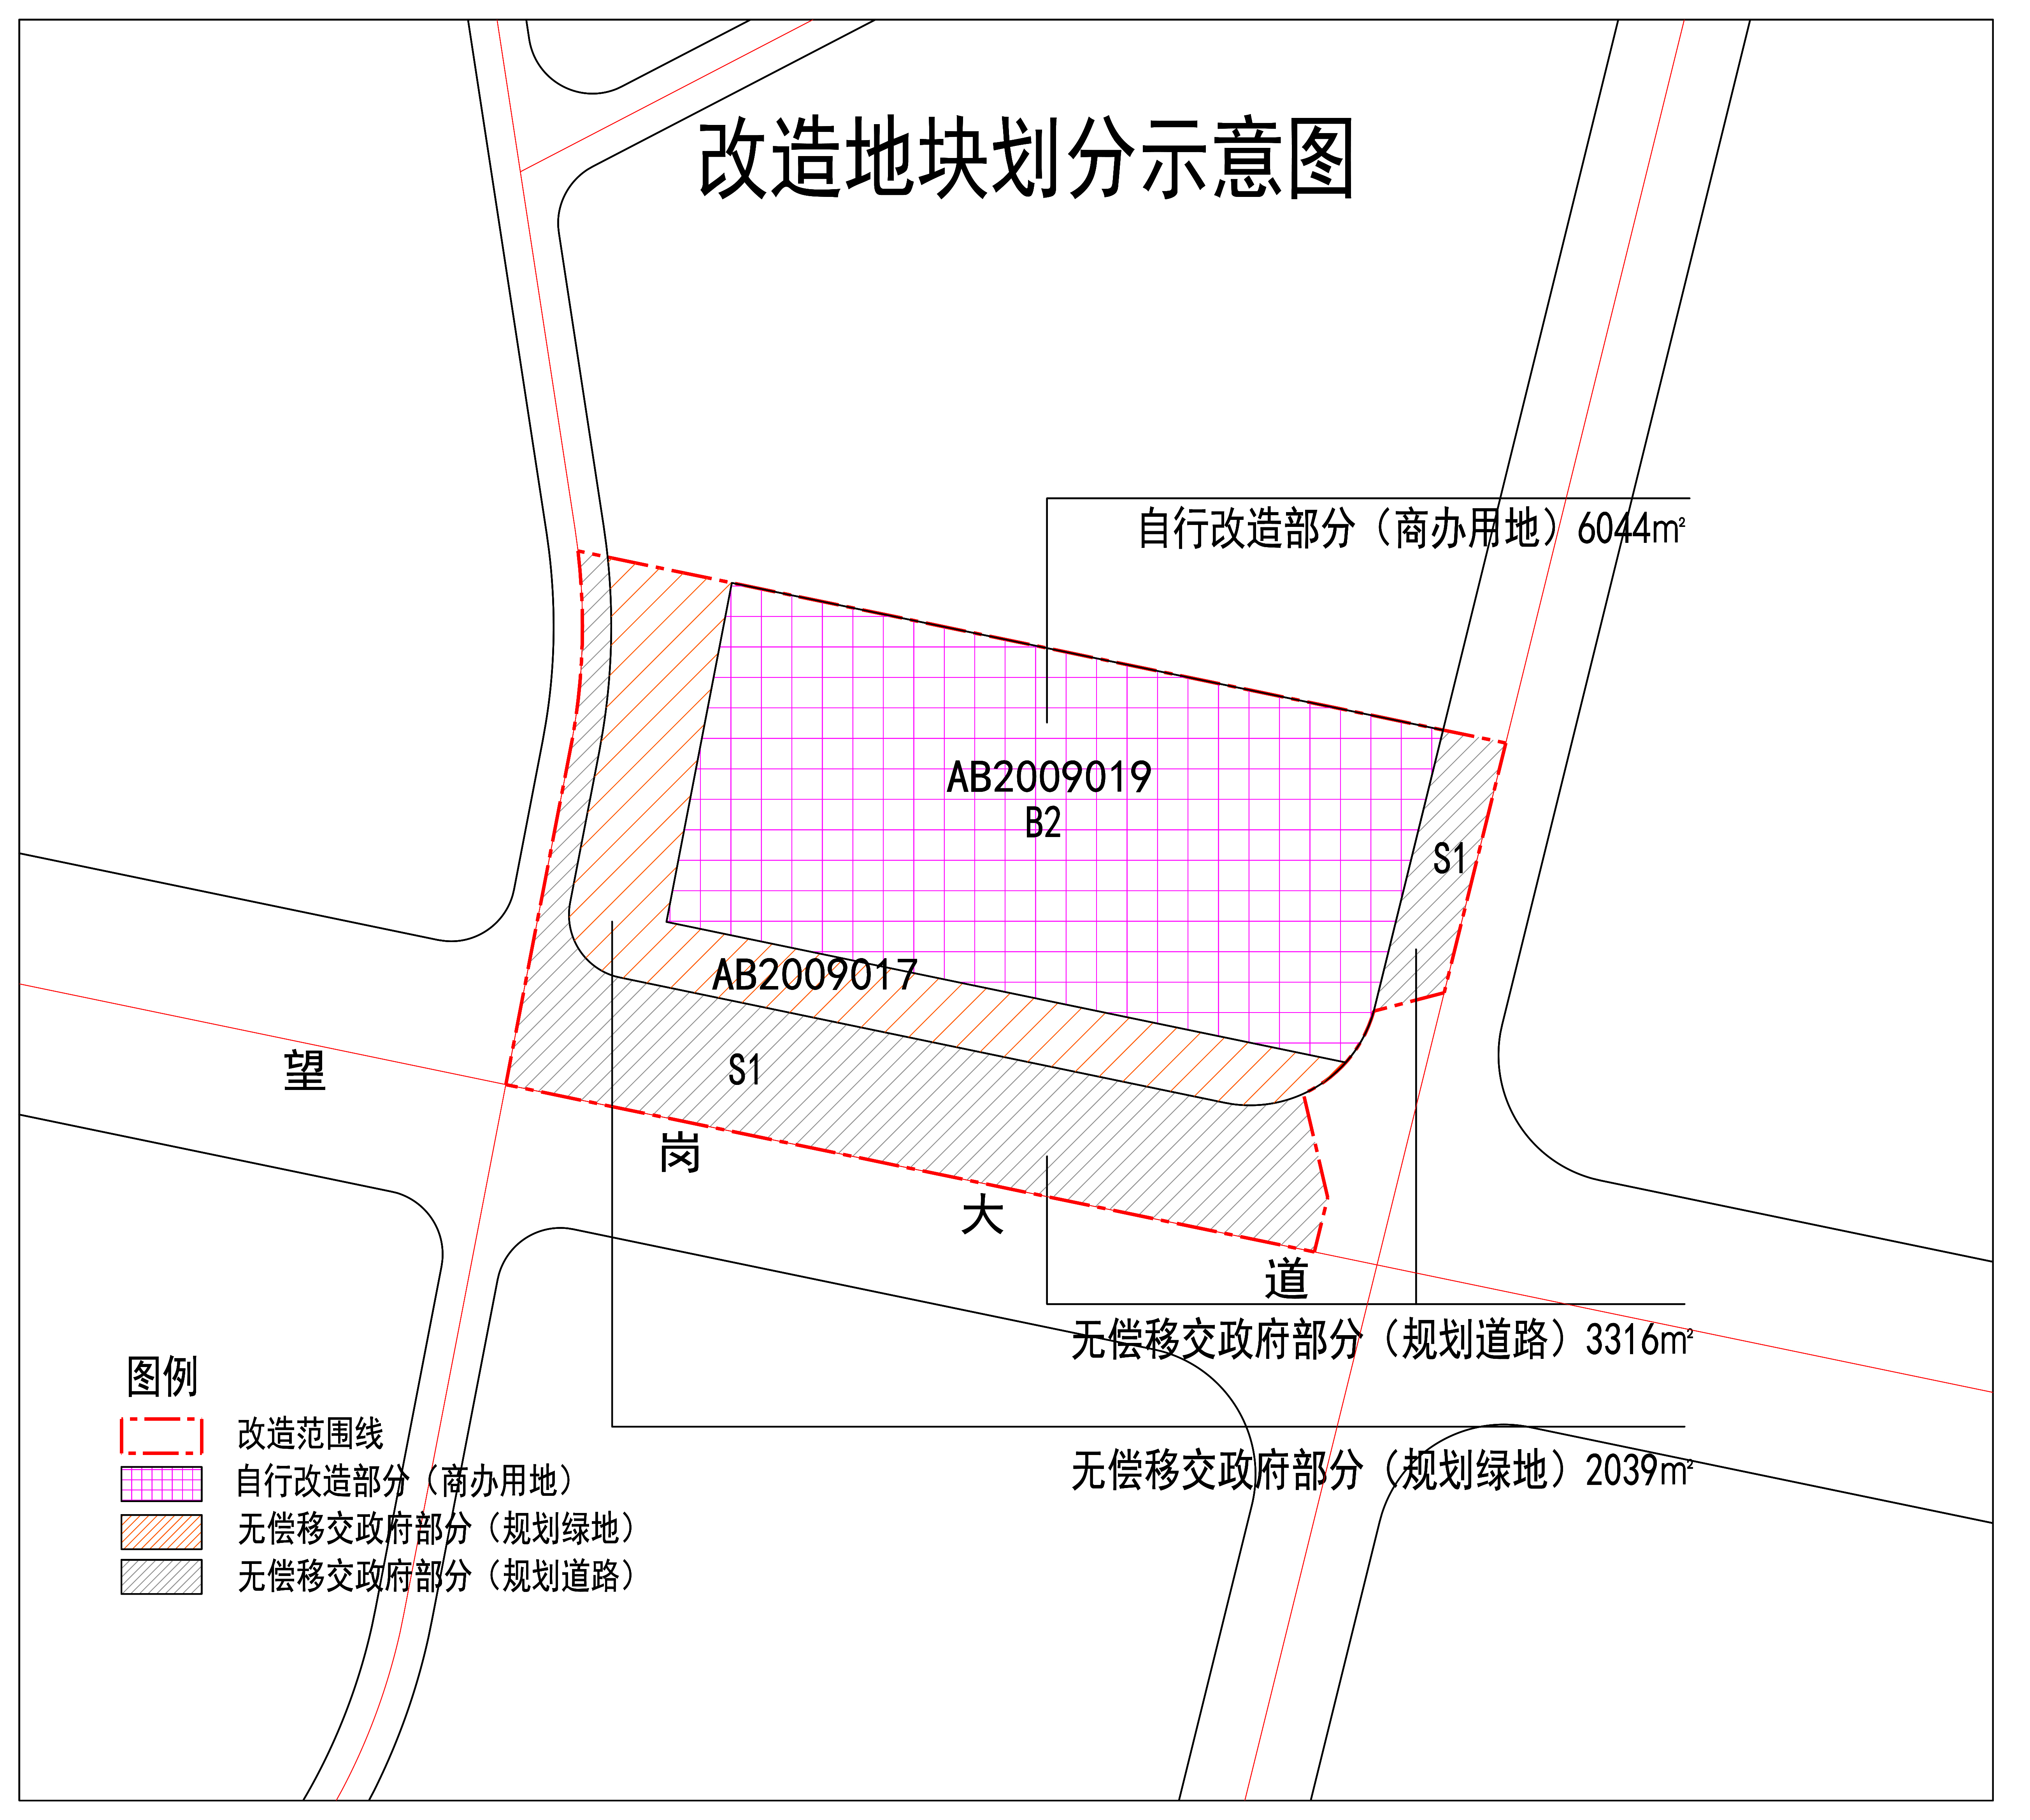 改造地块划分示意图
自行改造部分（商办用地）6044㎡
AB2009019
B2
S1
AB2009017
S1
望岗大道
无偿移交政府部分（规划道路）3316㎡
无偿移交政府部分（规划绿地）2039㎡
图例
改造范围线
自行改造部分（商办用地）
无偿移交政府部分（规划绿地）
无偿移交政府部分（规划道路）